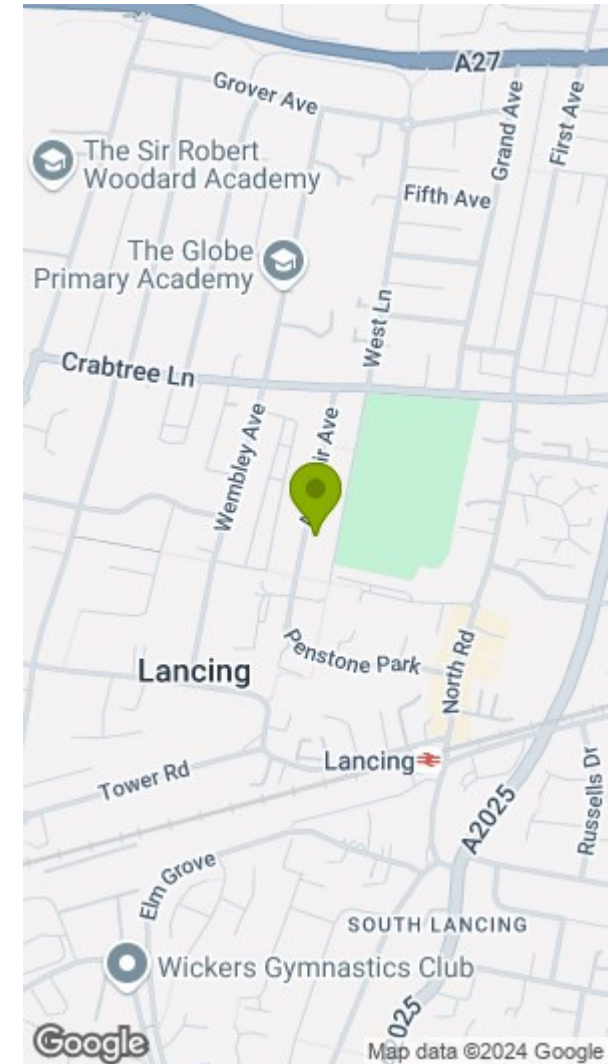 A27
Grover Ave
Grand Ave
First Ave
The Sir Robert
Woodard Academy
Fifth Ave
The Globe
Primary Academy
West Ln
Crabtree Ln
Wembley Ave
ir Ave
Penstone Park
North Rd
Lancing
Lancing
Tower Rd
A2025
Russells Dr
Elm Grove
SOUTH LANCING
Wickers Gymnastics Club
025
Google
Map data ©2024 Google